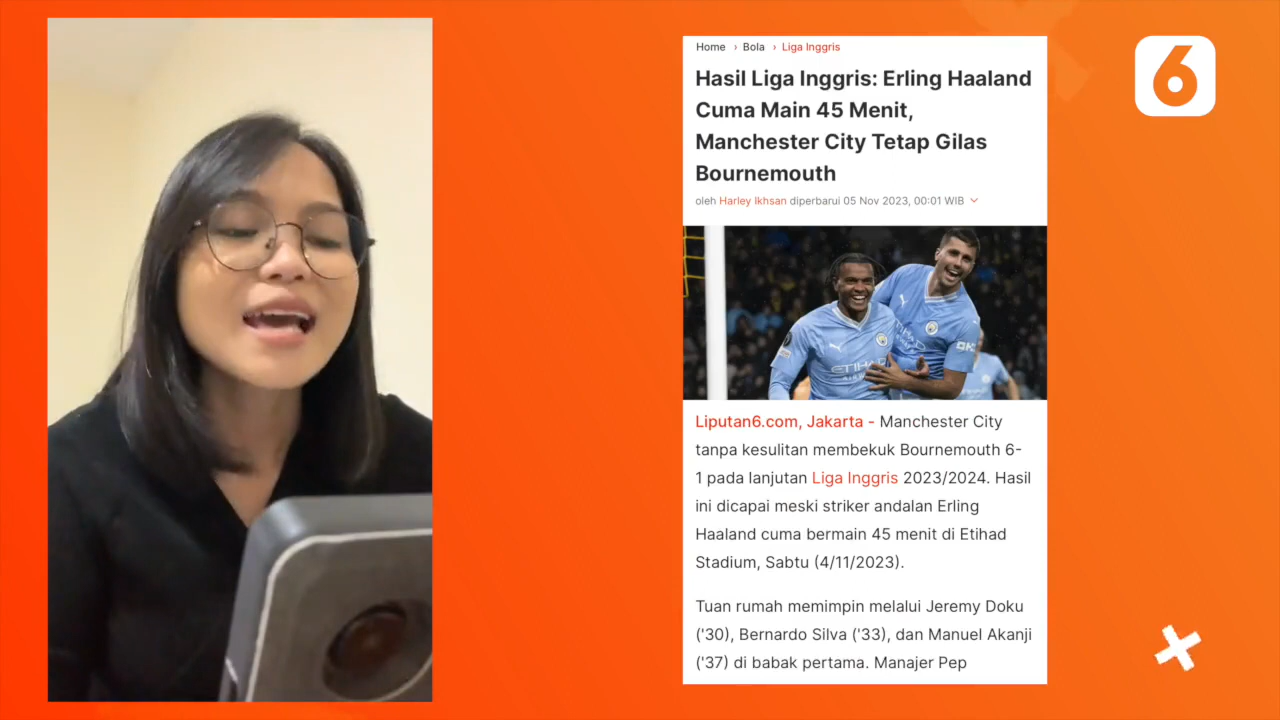 Home › Bola › Liga Inggris
Hasil Liga Inggris: Erling Haaland
Cuma Main 45 Menit,
Manchester City Tetap Gilas
Bournemouth
oleh Harley Ikhsan diperbarui 05 Nov 2023, 00:01 WIB
6
ETIHAD
AIRWAYS
Liputan6.com, Jakarta - Manchester City
tanpa kesulitan membekuk Bournemouth 6-
1 pada lanjutan Liga Inggris 2023/2024. Hasil
ini dicapai meski striker andalan Erling
Haaland cuma bermain 45 menit di Etihad
Stadium, Sabtu (4/11/2023).
Tuan rumah memimpin melalui Jeremy Doku
('30), Bernardo Silva ('33), dan Manuel Akanji
('37) di babak pertama. Manajer Pep